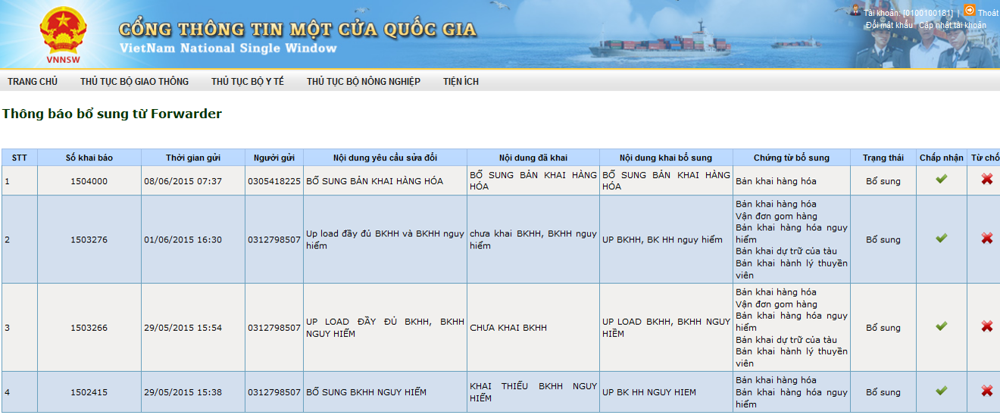 Tài khoản: [0100100181] | Thoát
Đổi mật khẩu Cập nhật tài khoản
CỔNG THÔNG TIN MỘT CỬA QUỐC GIA
VietNam National Single Window
VNNSW
TRANG CHỦ THỦ TỤC BỘ GIAO THÔNG THỦ TỤC BỘ Y TẾ THỦ TỤC BỘ NÔNG NGHIỆP TIỆN ÍCH
Thông báo bổ sung từ Forwarder
STT Số khai báo Thời gian gửi Người gửi Nội dung yêu cầu sửa đổi Nội dung đã khai Nội dung khai bổ sung Chứng từ bổ sung Trạng thái Chấp nhận Từ chố
1 1504000 08/06/2015 07:37 0305418225 BỔ SUNG BẢN KHAI HÀNG HÓA
BỔ SUNG BẢN KHAI HÀNG
HÓA
BỔ SUNG BẢN KHAI HÀNG
HÓA
Bản khai hàng hóa
Bổ sung
2 1503276 01/06/2015 16:30 0312798507
Up load đầy đủ BKHH và BKHH nguy
hiểm
chưa khai BKHH, BKHH nguy
hiểm
UP BKHH, BK HH nguy hiểm
Bản khai hàng hóa
Vận đơn gom hàng
Bản khai hàng hóa nguy
hiểm
Bản khai dự trữ của tàu
Bản khai hành lý thuyền
viên
Bổ sung
3 1503266 29/05/2015 15:54 0312798507
UP LOAD ĐẦY ĐỦ BKHH, BKHH
NGUY HIỂM
CHƯA KHAI BKHH
UP LOAD BKHH, BKHH NGUY
HIỀM
Bản khai hàng hóa
Vận đơn gom hàng
Bản khai hàng hóa nguy
hiểm
Bản khai dự trữ của tàu
Bản khai hành lý thuyền
viên
Bổ sung
4 1502415 29/05/2015 15:38 0312798507 BỔ SUNG BKHH NGUY HIỂM
KHAI THIẾU BKHH NGUY
HIỂM
UP BK HH NGUY HIEM
Bản khai hàng hóa
Bản khai hàng hóa nguy
hiểm
Bổ sung